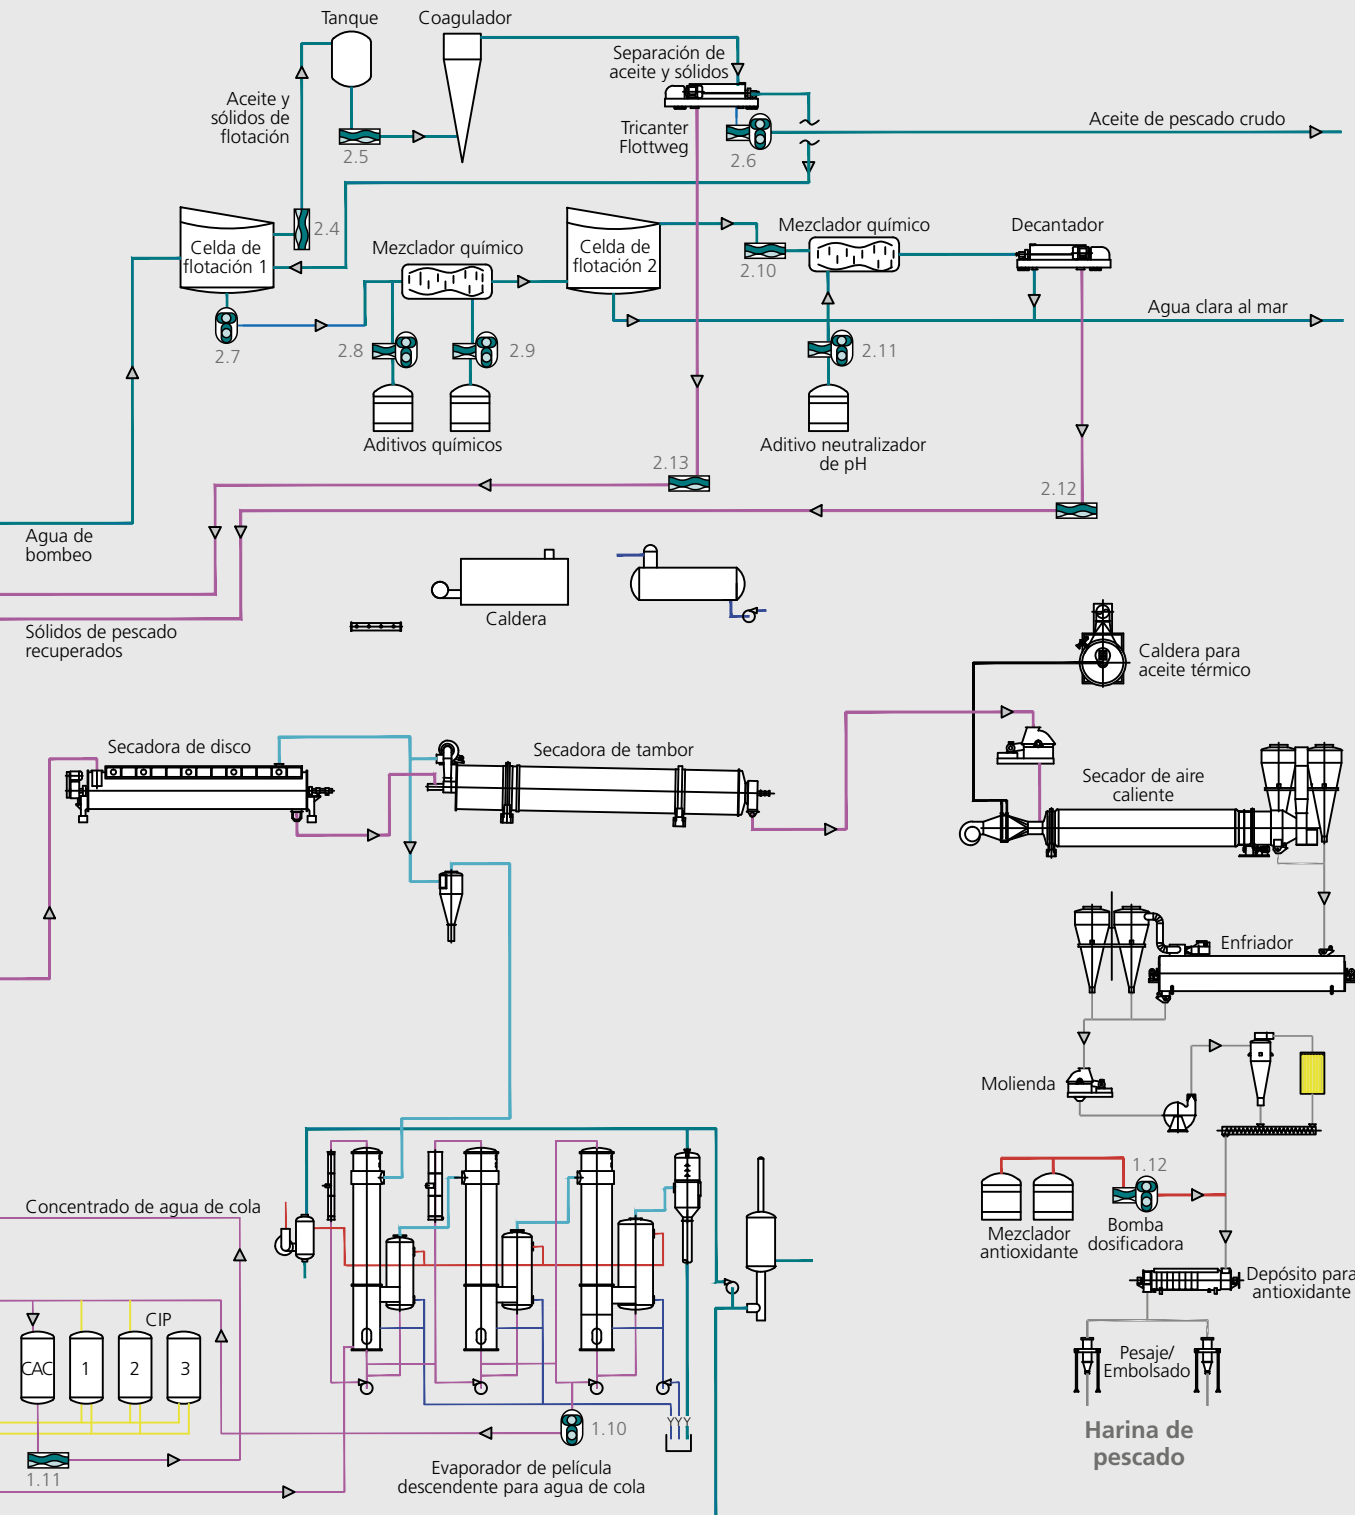 Tanque
Coagulador
Separación de
aceite y sólidos
Aceite y
sólidos de
flotación
Tricanter
Flottweg
Aceite de pescado crudo
2.5
2.6
2.4
Celda de
flotación 1
Mezclador químico
Celda de
flotación 2
Mezclador químico
Decantador
2.10
Agua clara al mar
2.7
2.8
2.9
2.11
Aditivos químicos
Aditivo neutralizador
de pH
2.13
2.12
Agua de
bombeo
Caldera
Sólidos de pescado
recuperados
Caldera para
aceite térmico
Secadora de disco
Secadora de tambor
Secador de aire
caliente
Enfriador
Molienda
1.12
Mezclador
antioxidante
Bomba
dosificadora
Depósito para
antioxidante
Concentrado de agua de cola
CIP
CAC
1
2
3
Pesaje/
Embolsado
1.10
1.11
Evaporador de película
descendente para agua de cola
Harina de
pescado